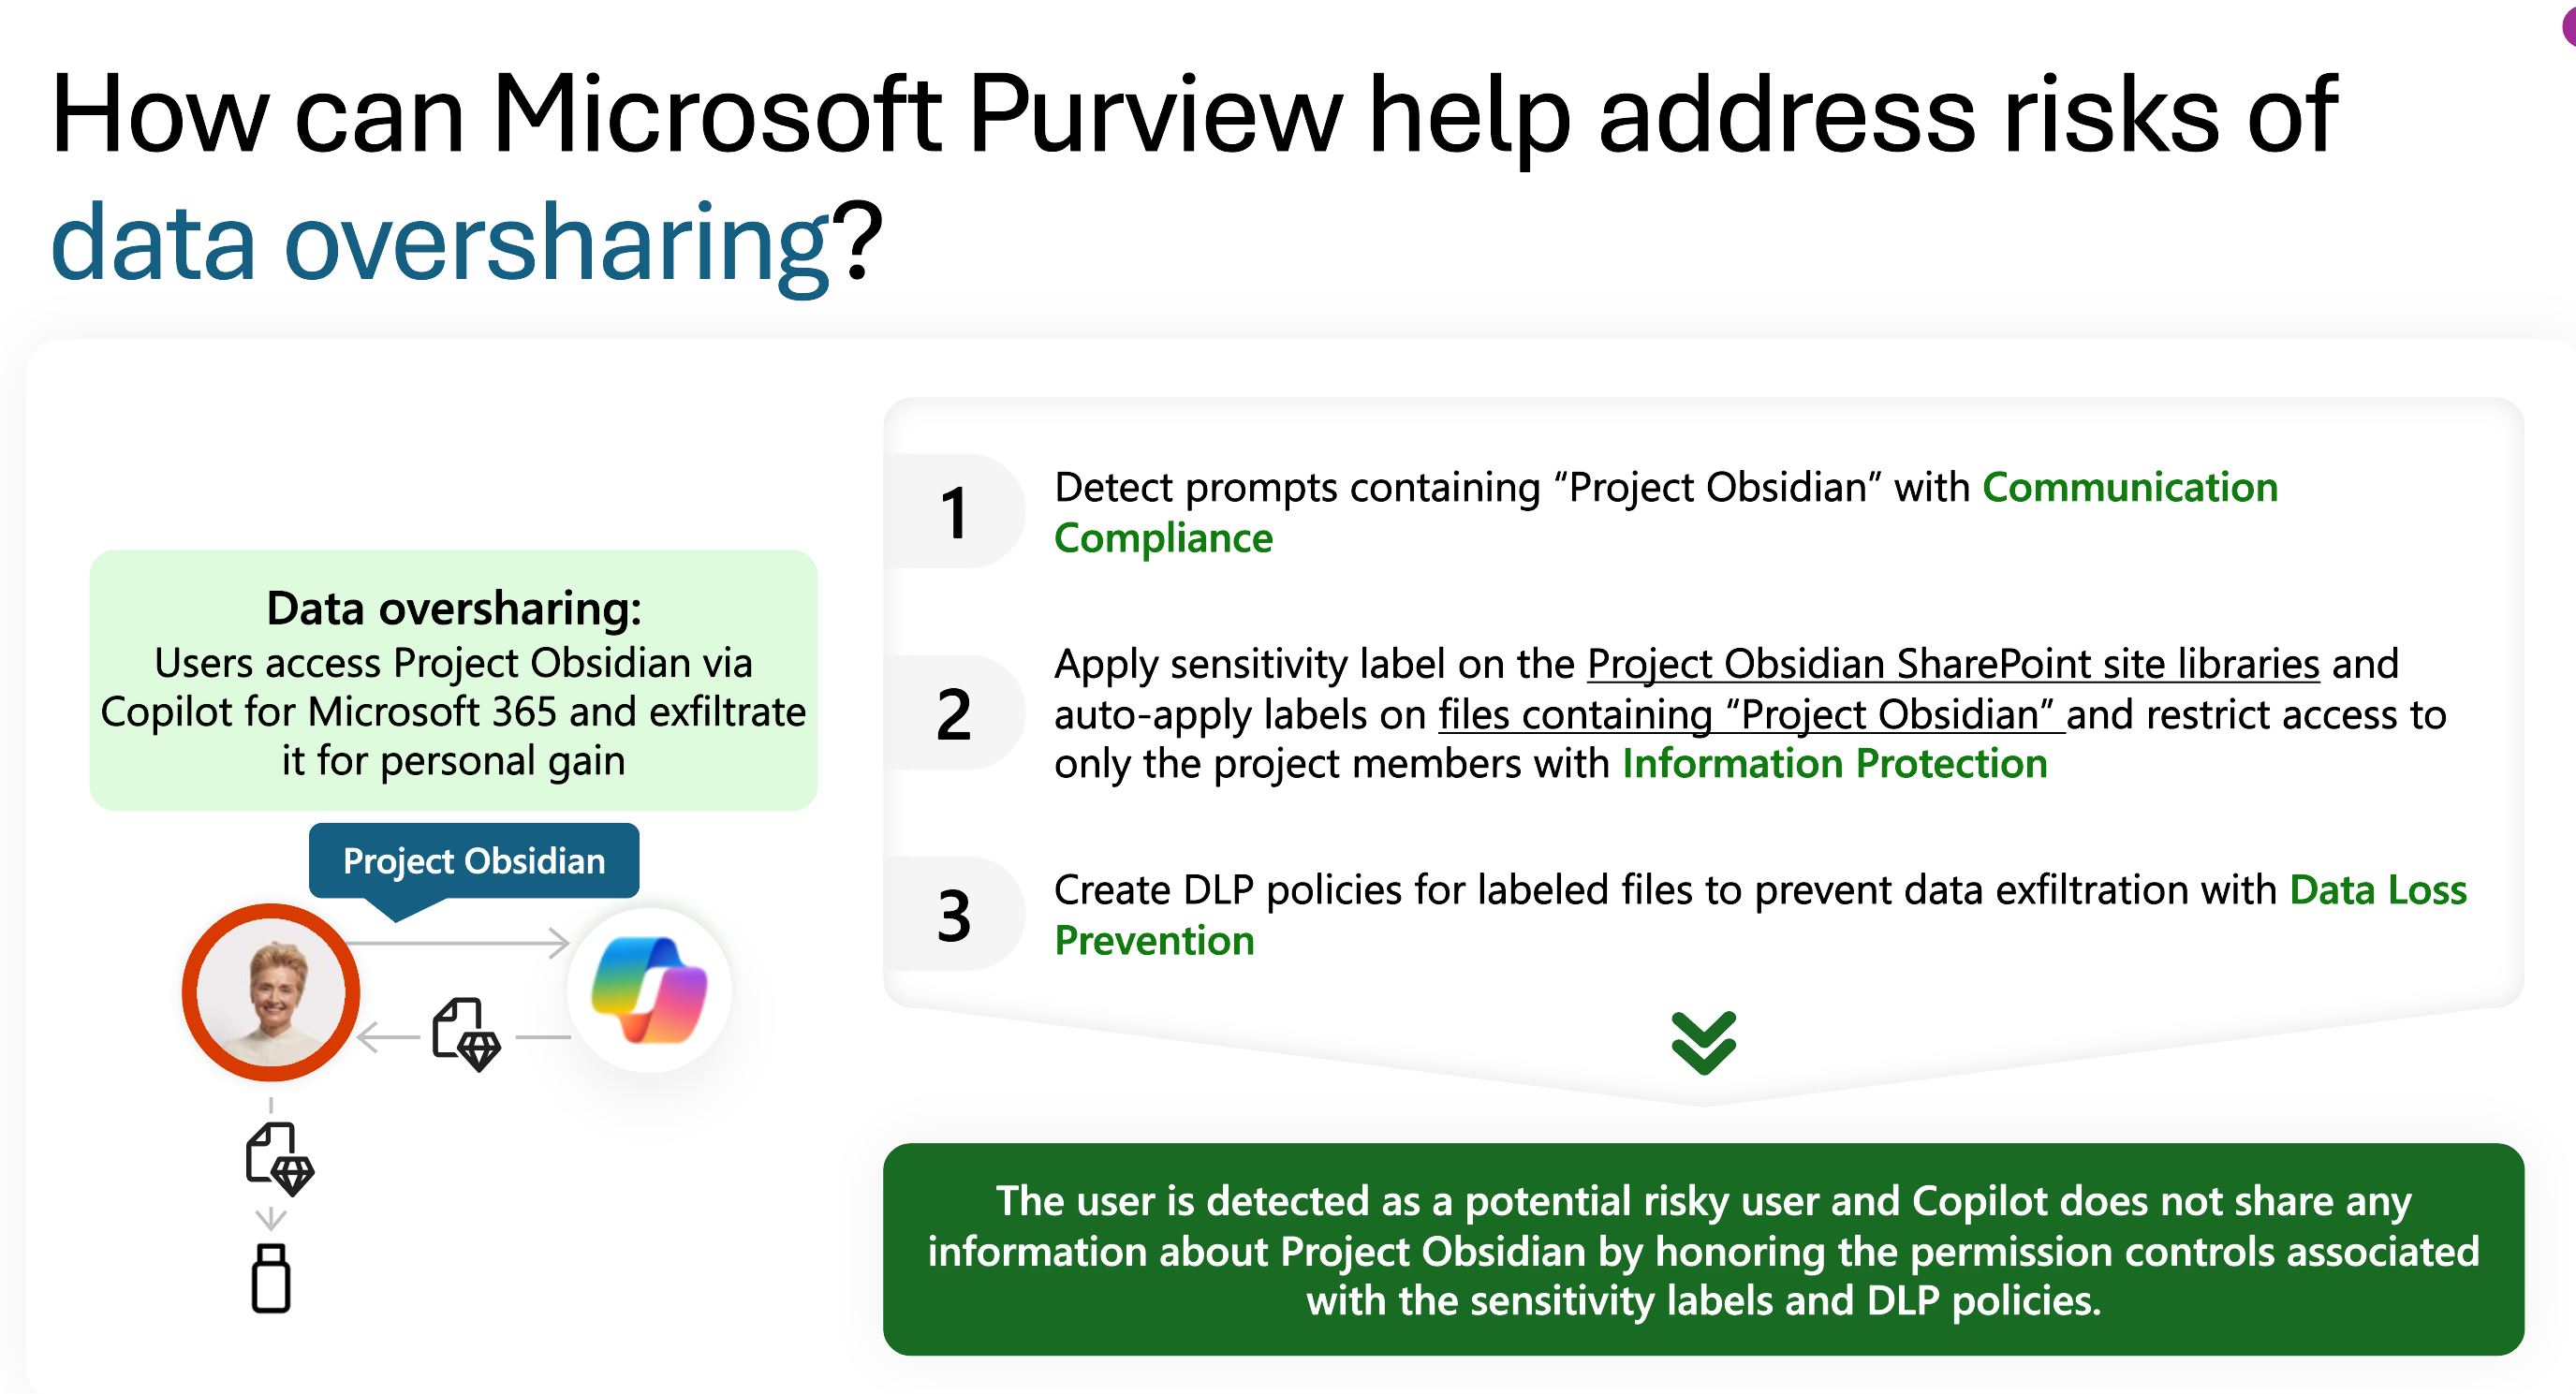 How can Microsoft Purview help address risks of
data oversharing?
Data oversharing:
Users access Project Obsidian via
Copilot for Microsoft 365 and exfiltrate
it for personal gain
Project Obsidian
1
Detect prompts containing “Project Obsidian” with Communication
Compliance
2
Apply sensitivity label on the Project Obsidian SharePoint site libraries and
auto-apply labels on files containing “Project Obsidian” and restrict access to
only the project members with Information Protection
3
Create DLP policies for labeled files to prevent data exfiltration with Data Loss
Prevention
The user is detected as a potential risky user and Copilot does not share any
information about Project Obsidian by honoring the permission controls associated
with the sensitivity labels and DLP policies.